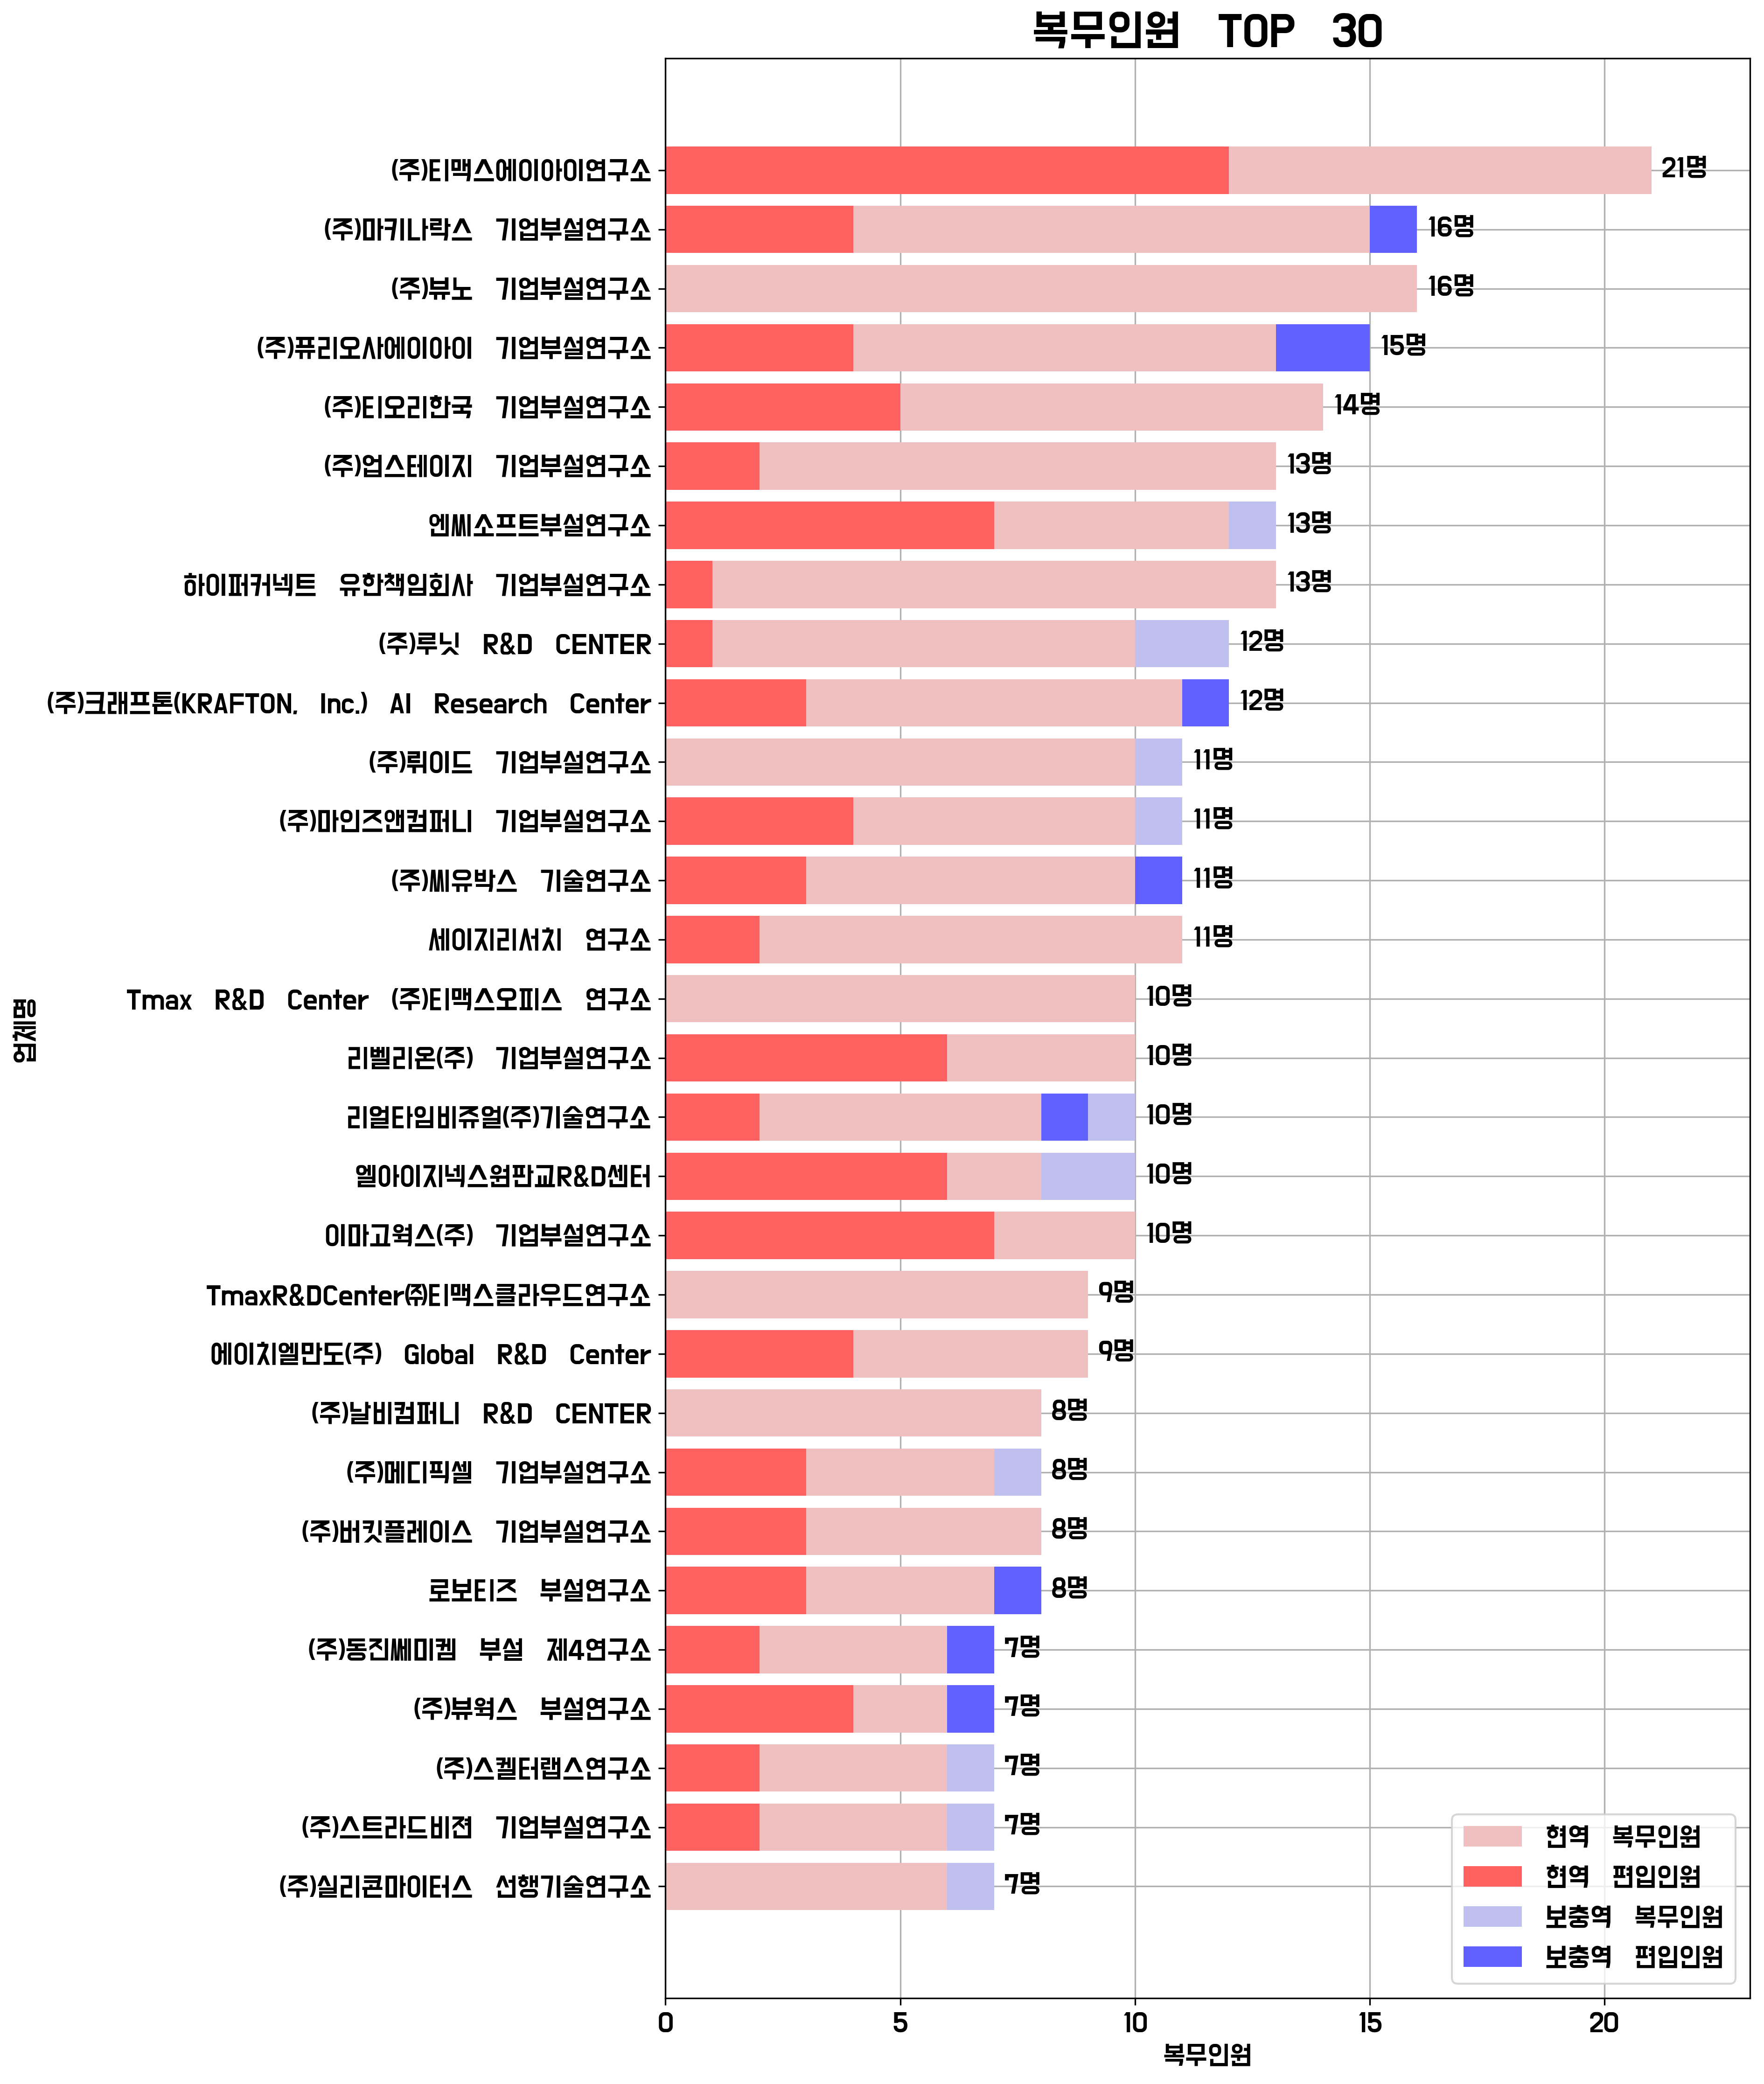 복무인원 TOP 30
(주)티맥스에이아이연구소 21명
(주)마키나락스 기업부설연구소 16명
(주)뷰노 기업부설연구소 16명
(주)퓨리오사에이아이 기업부설연구소 15명
(주)티오리한국 기업부설연구소 14명
(주)업스테이지 기업부설연구소 13명
엔씨소프트부설연구소 13명
하이퍼커넥트 유한책임회사 기업부설연구소 13명
(주)루닛 R&D CENTER 12명
(주)크래프톤(KRAFTON, Inc.) AI Research Center 12명
(주)뤼이드 기업부설연구소 11명
(주)마인즈앤컴퍼니 기업부설연구소 11명
(주)씨유박스 기술연구소 11명
세이지리서치 연구소 11명
Tmax R&D Center (주)티맥스오피스 연구소 10명
리벨리온(주) 기업부설연구소 10명
리얼타임비쥬얼(주)기술연구소 10명
엘아이지넥스원판교R&D센터 10명
이마고웍스(주) 기업부설연구소 10명
TmaxR&DCenter㈜티맥스클라우드연구소 9명
에이치엘만도(주) Global R&D Center 9명
(주)날비컴퍼니 R&D CENTER 8명
(주)메디픽셀 기업부설연구소 8명
(주)버킷플레이스 기업부설연구소 8명
로보티즈 부설연구소 8명
(주)동진쎄미켐 부설 제4연구소 7명
(주)뷰웍스 부설연구소 7명
(주)스켈터랩스연구소 7명
(주)스트라드비젼 기업부설연구소 7명
(주)실리콘마이터스 선행기술연구소 7명
업체명
현역 복무인원
현역 편입인원
보충역 복무인원
보충역 편입인원
0 5 10 15 20
복무인원